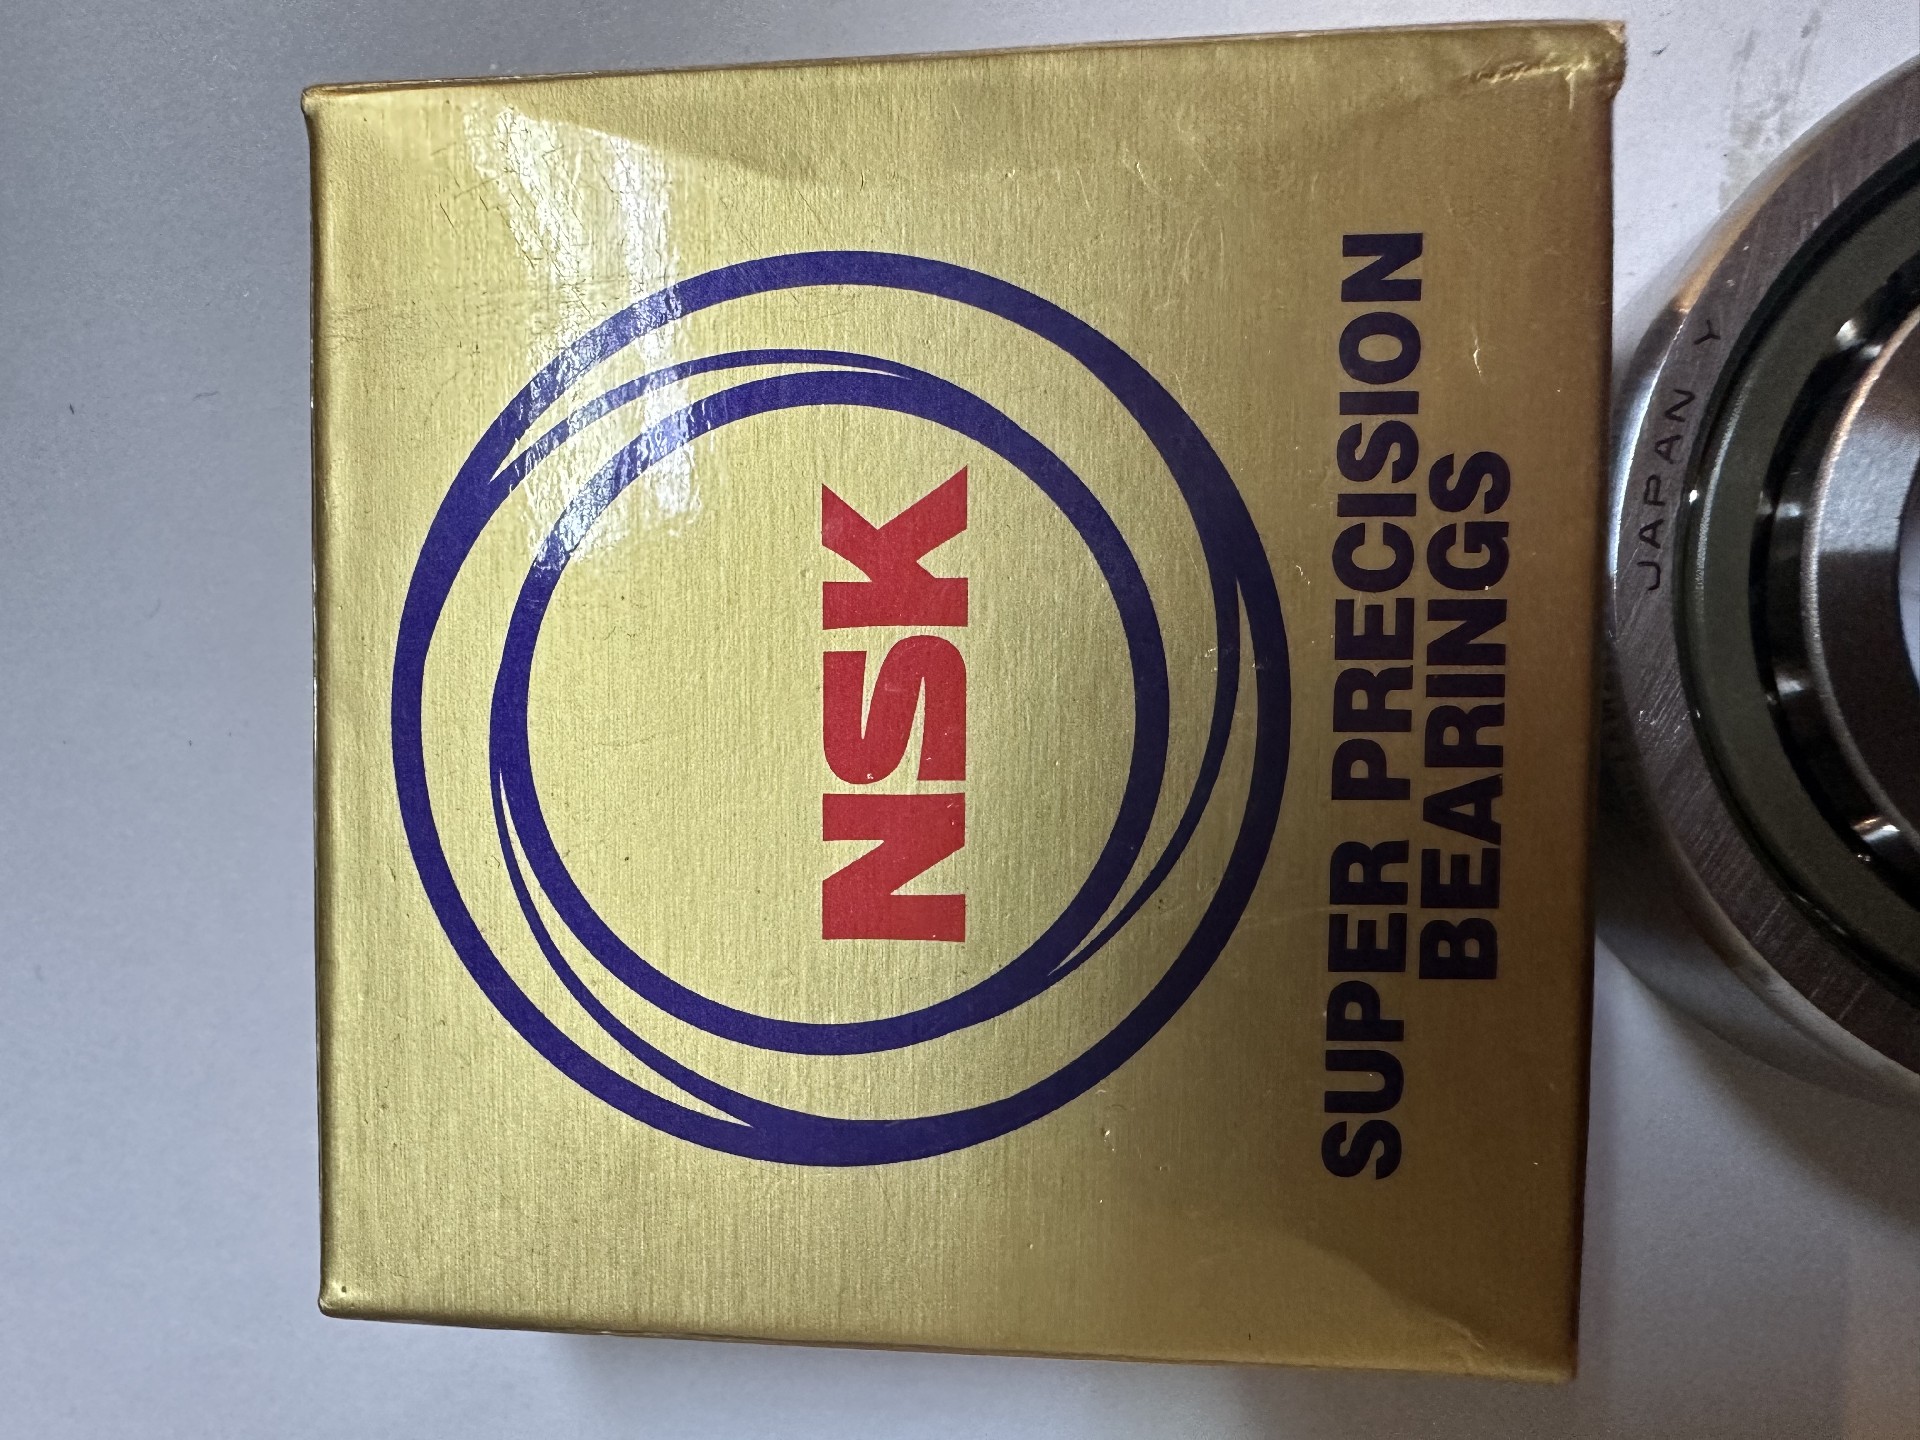 NSK
SUPER PRECISION
BEARINGS
JAPAN Y